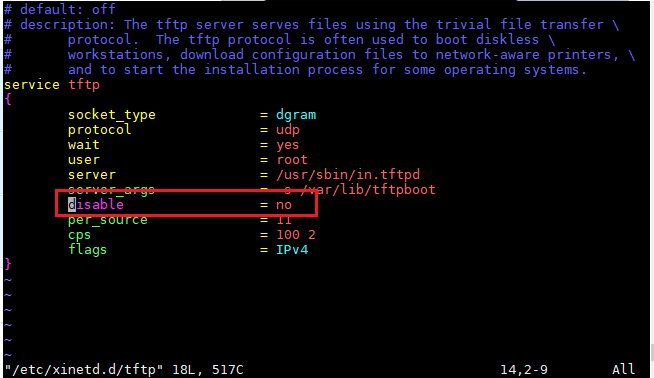 # default: off
# description: The tftp server serves files using the trivial file transfer \
#       protocol.  The tftp protocol is often used to boot diskless \
#       workstations, download configuration files to network-aware printers, \
#       and to start the installation process for some operating systems.
service tftp
{
        socket_type             = dgram
        protocol                = udp
        wait                    = yes
        user                    = root
        server                  = /usr/sbin/in.tftpd
        server_args             = -s /var/lib/tftpboot
        disable                 = no
        per_source              = 11
        cps                     = 100 2
        flags                   = IPv4
}
~
~
~
~
~
~
"/etc/xinetd.d/tftp" 18L, 517C                                14,2-9        All